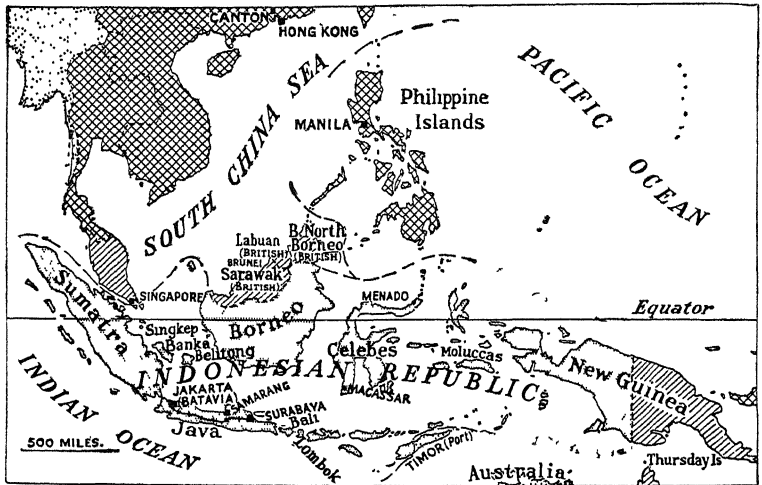 CANTON
HONG KONG
SOUTH CHINA SEA
PACIFIC OCEAN
Philippine
Islands
MANILA
Labuan
(BRITISH)
BRUNEI
B. North
Borneo
(BRITISH)
Sarawak
(BRITISH)
SINGAPORE
MENADO
Equator
Sumatra
Borneo
Singkep
Banka
Belitong
Celebes
Moluccas
New Guinea
INDONESIAN REPUBLIC
JAKARTA
(BATAVIA)
SAMARANG
MACASSAR
SURABAYA
Bali
Java
Lombok
TIMOR (Port)
INDIAN OCEAN
500 MILES.
Australia
Thursday Is